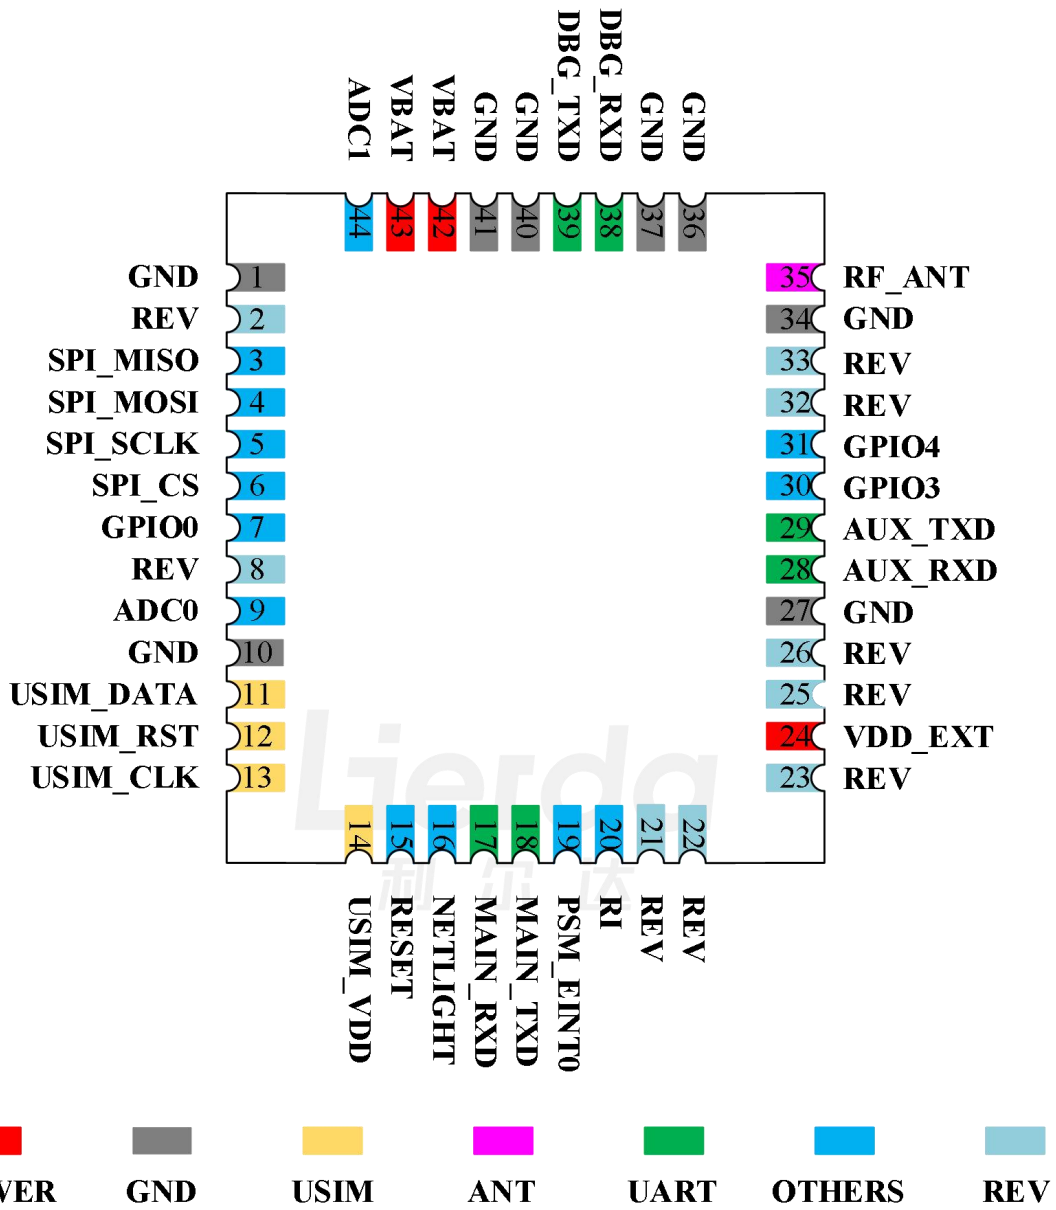 ADC1
VBAT
VBAT
GND
GND
DBG_TXD
DBG_RXD
GND
GND
44
43
42
41
40
39
38
37
36
GND 1
REV 2
SPI_MISO 3
SPI_MOSI 4
SPI_SCLK 5
SPI_CS 6
GPIO0 7
REV 8
ADC0 9
GND 10
USIM_DATA 11
USIM_RST 12
USIM_CLK 13
35 RF_ANT
34 GND
33 REV
32 REV
31 GPIO4
30 GPIO3
29 AUX_TXD
28 AUX_RXD
27 GND
26 REV
25 REV
24 VDD_EXT
23 REV
Lierda
利尔达
14
15
16
17
18
19
20
21
22
USIM_VDD
RESET
NETLIGHT
MAIN_RXD
MAIN_TXD
PSM_EINT0
RI
REV
REV
WER GND USIM ANT UART OTHERS REV